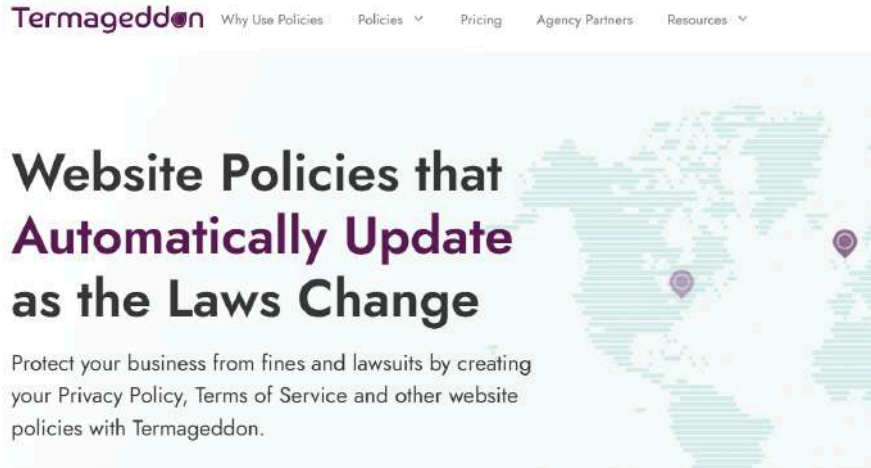 Termageddon Why Use Policies Policies Pricing Agency Partners Resources
Website Policies that
Automatically Update
as the Laws Change
Protect your business from fines and lawsuits by creating
your Privacy Policy, Terms of Service and other website
policies with Termageddon.